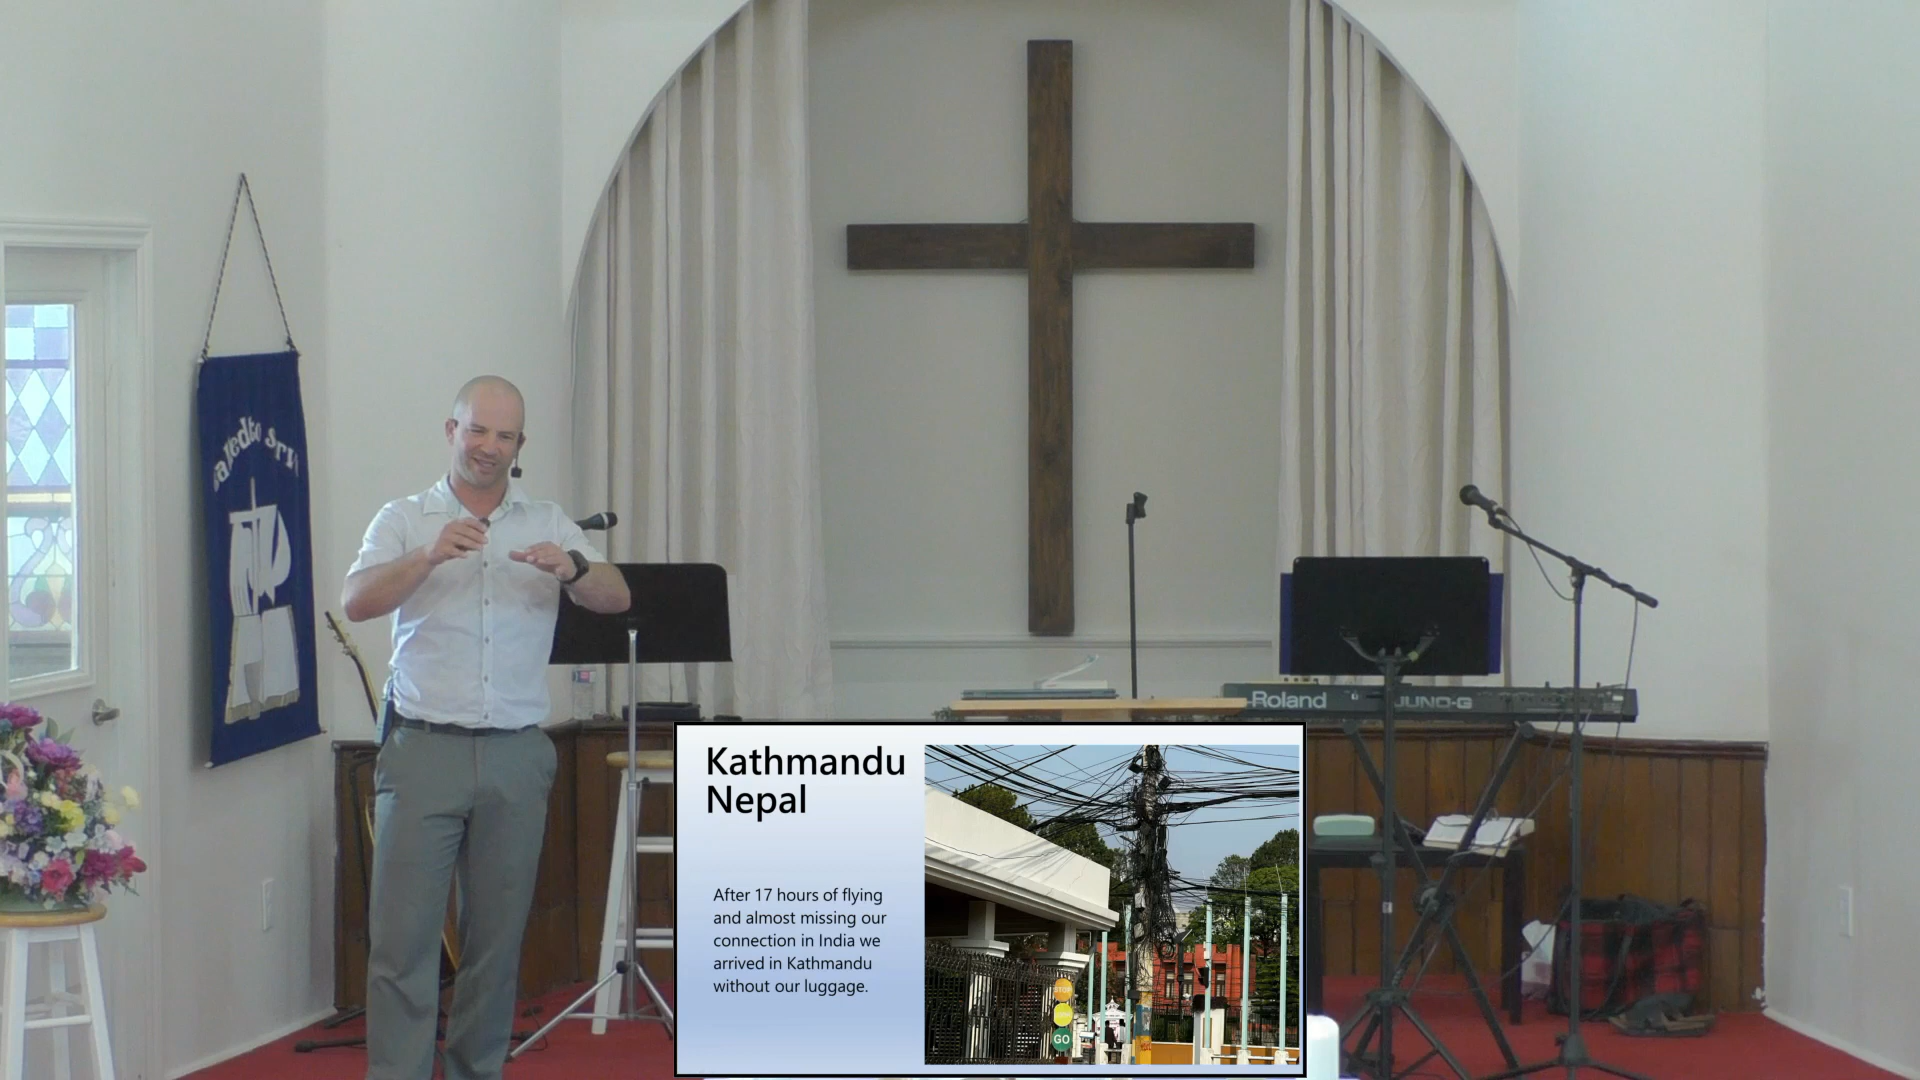 Roland
JUNO-G
Kathmandu
Nepal
After 17 hours of flying
and almost missing our
connection in India we
arrived in Kathmandu
without our luggage.
STOP
GO